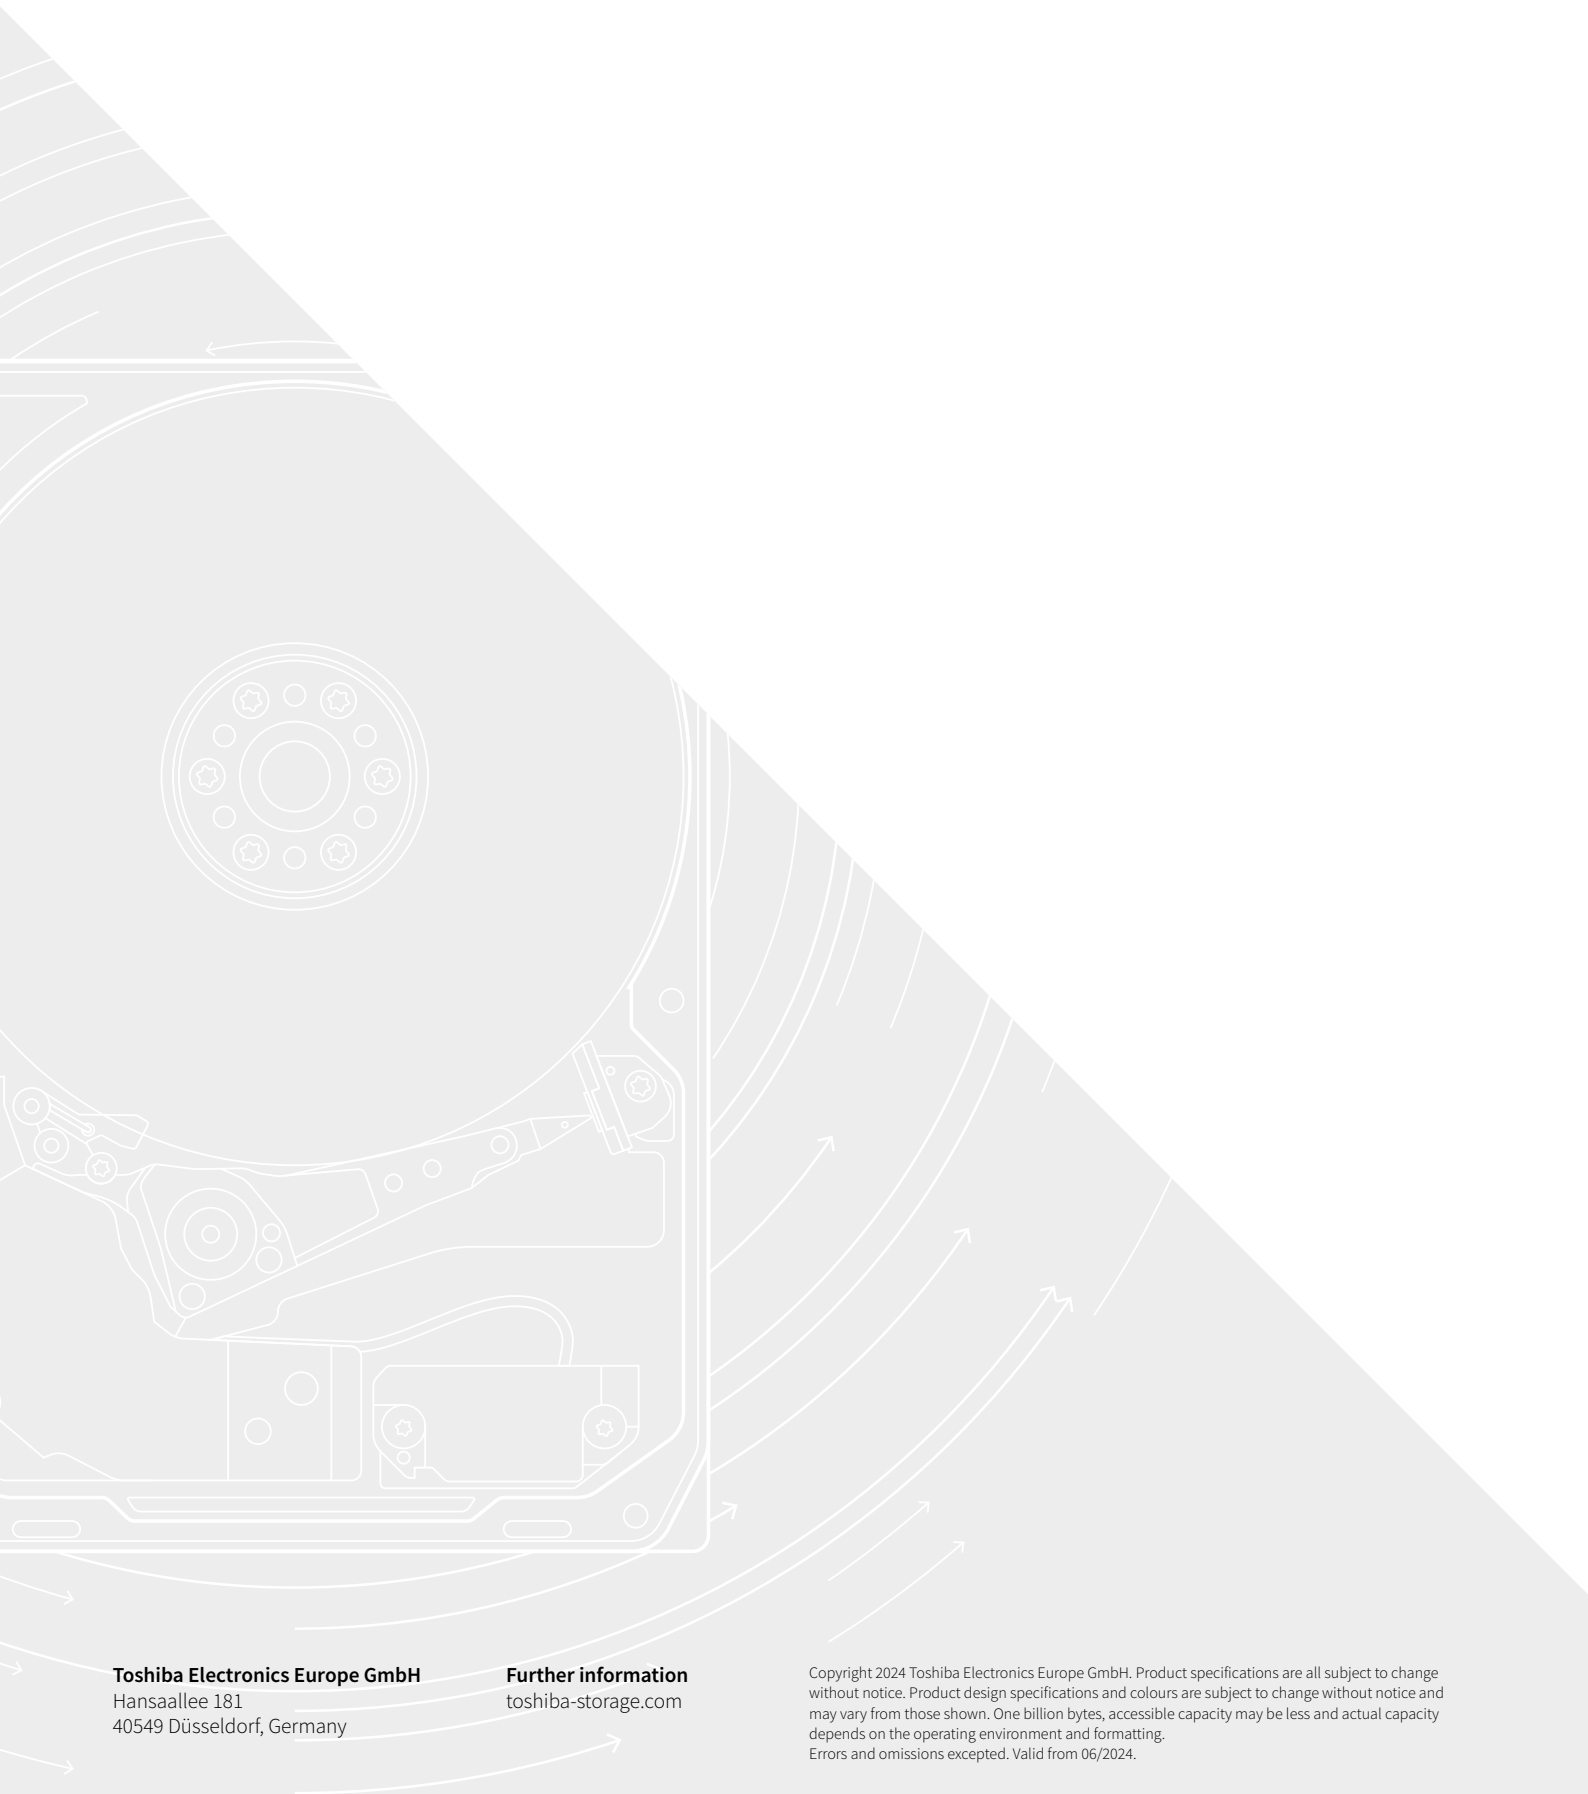 Toshiba Electronics Europe GmbH
Hansaallee 181
40549 Düsseldorf, Germany
Further information
toshiba-storage.com
Copyright 2024 Toshiba Electronics Europe GmbH. Product specifications are all subject to change
without notice. Product design specifications and colours are subject to change without notice and
may vary from those shown. One billion bytes, accessible capacity may be less and actual capacity
depends on the operating environment and formatting.
Errors and omissions excepted. Valid from 06/2024.